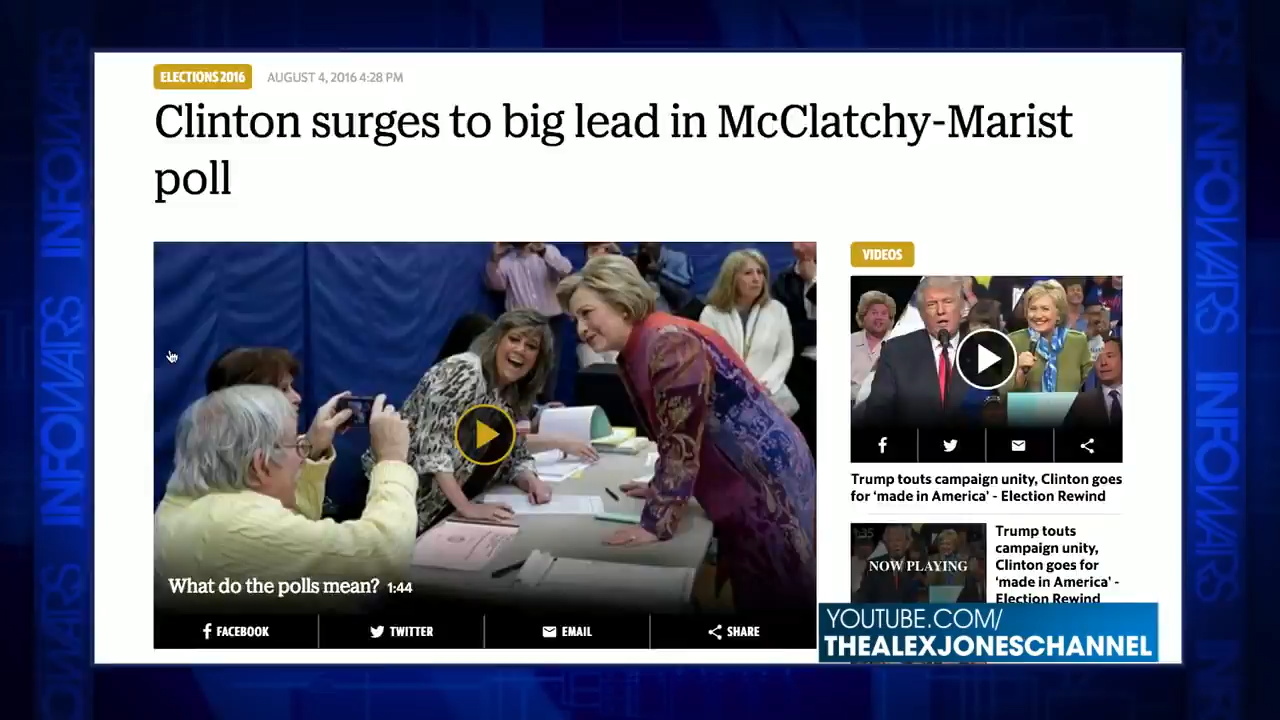 ELECTIONS 2016
AUGUST 4, 2016 4:28 PM
Clinton surges to big lead in McClatchy-Marist
poll
What do the polls mean? 1:44
FACEBOOK
TWITTER
EMAIL
SHARE
VIDEOS
Trump touts campaign unity, Clinton goes
for ‘made in America’ - Election Rewind
NOW PLAYING
Trump touts
campaign unity,
Clinton goes for
‘made in America’ -
Election Rewind
YOUTUBE.COM/
THEALEXJONESCHANNEL
INFOWARS
INFOWARS
INFOWARS
INFOWARS